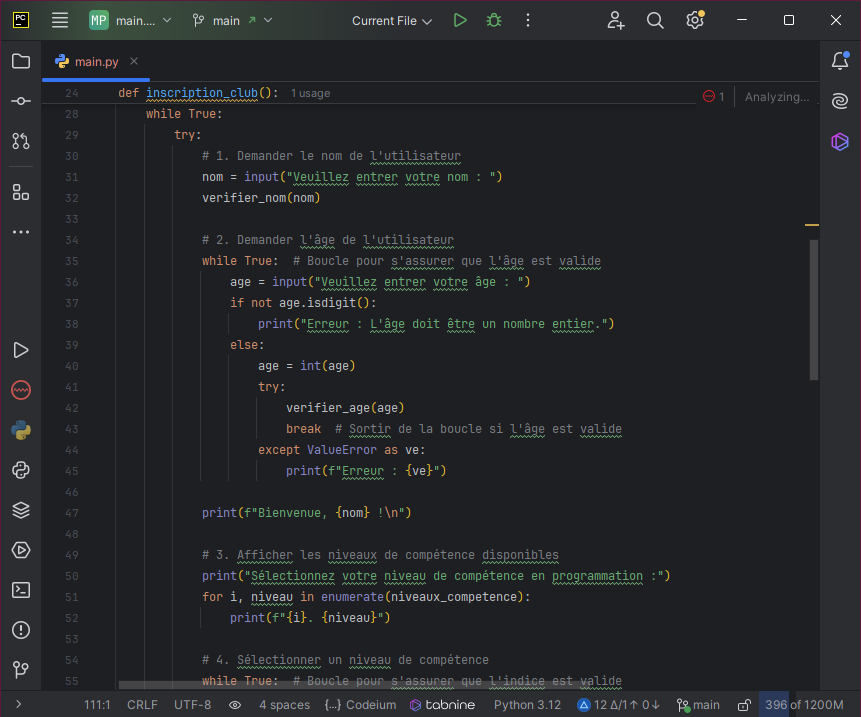 PC MP main.... main Current File
main.py
24 def inscription_club(): 1 usage 1 Analyzing...
28 while True:
29 try:
30 # 1. Demander le nom de l'utilisateur
31 nom = input("Veuillez entrer votre nom : ")
32 verifier_nom(nom)
33
34 # 2. Demander l'âge de l'utilisateur
35 while True: # Boucle pour s'assurer que l'âge est valide
36 age = input("Veuillez entrer votre âge : ")
37 if not age.isdigit():
38 print("Erreur : L'âge doit être un nombre entier.")
39 else:
40 age = int(age)
41 try:
42 verifier_age(age)
43 break # Sortir de la boucle si l'âge est valide
44 except ValueError as ve:
45 print(f"Erreur : {ve}")
46
47 print(f"Bienvenue, {nom} !\n")
48
49 # 3. Afficher les niveaux de compétence disponibles
50 print("Sélectionnez votre niveau de compétence en programmation :")
51 for i, niveau in enumerate(niveaux_competence):
52 print(f"{i}. {niveau}")
53
54 # 4. Sélectionner un niveau de compétence
55 while True: # Boucle pour s'assurer que l'indice est valide
111:1 CRLF UTF-8 4 spaces {...} Codeium tabnine Python 3.12 12 Δ/1↑ 0↓ main 396 of 1200M